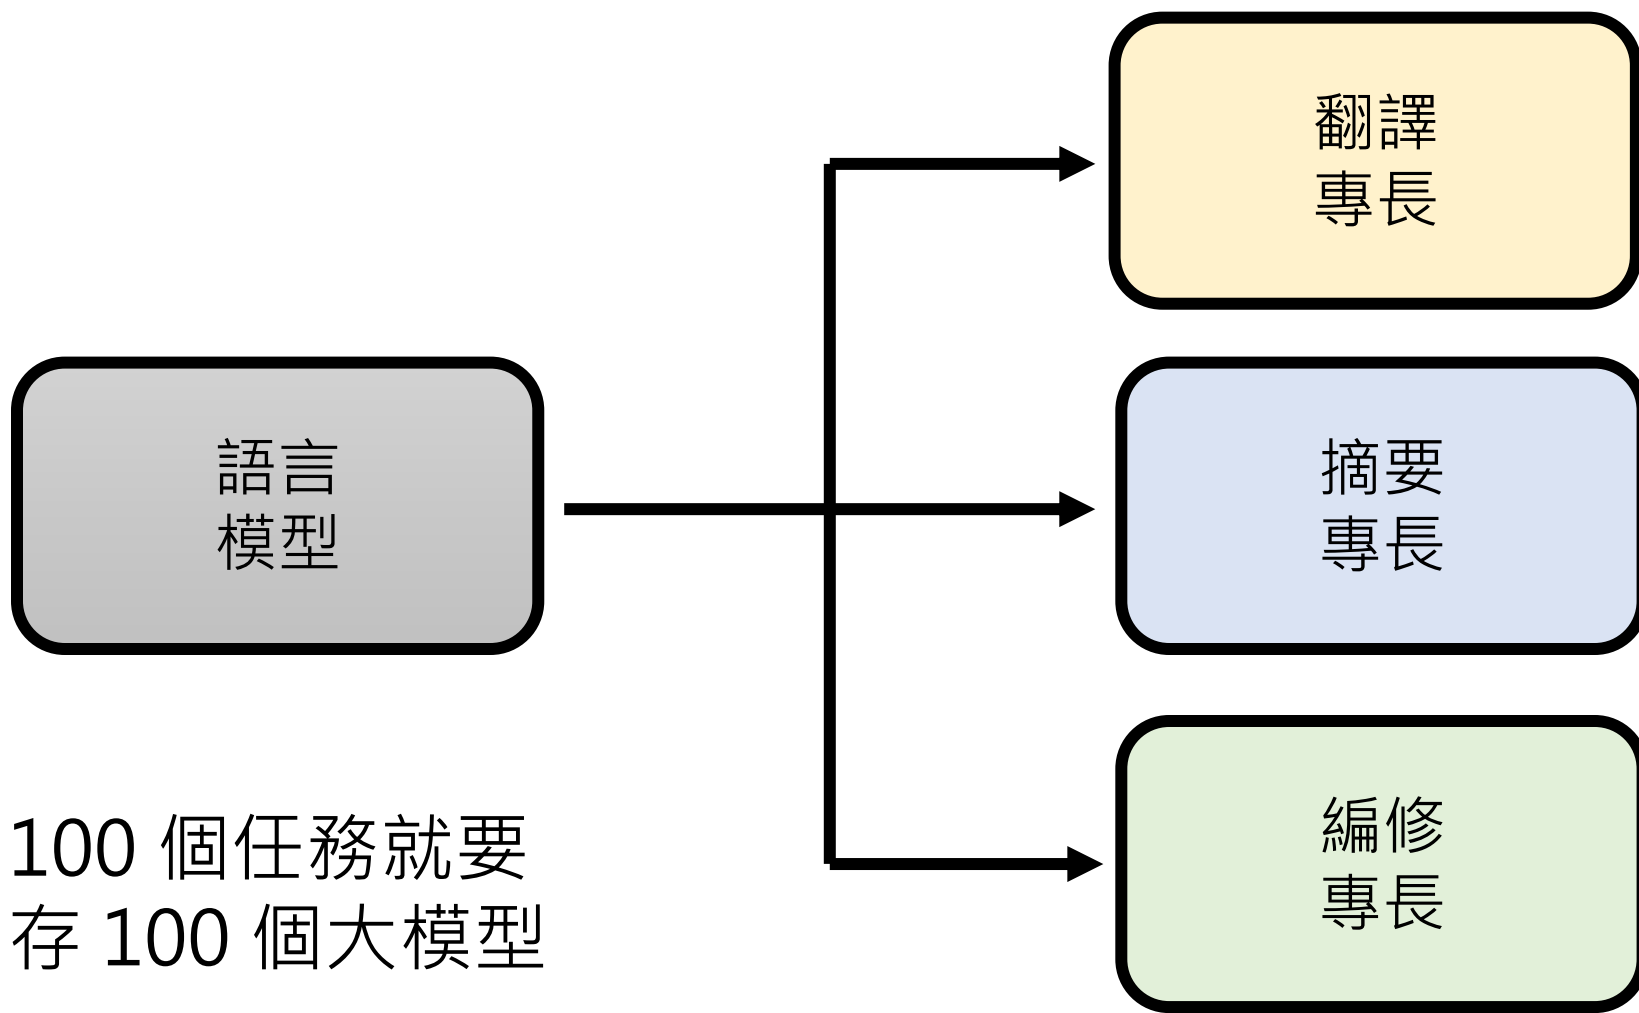 翻譯
專長
語言
模型
摘要
專長
編修
專長
100 個任務就要
存 100 個大模型